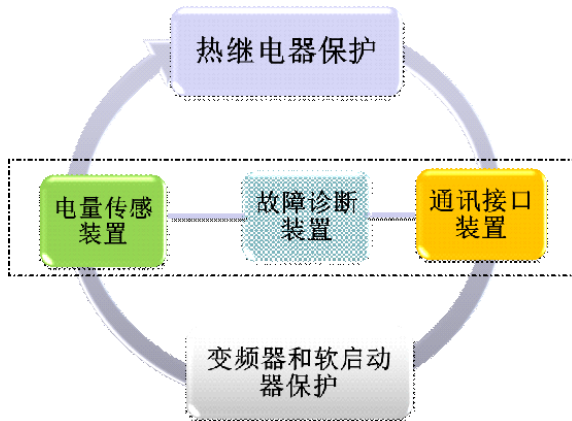 热继电器保护
电量传感
装置
故障诊断
装置
通讯接口
装置
变频器和软启动
器保护